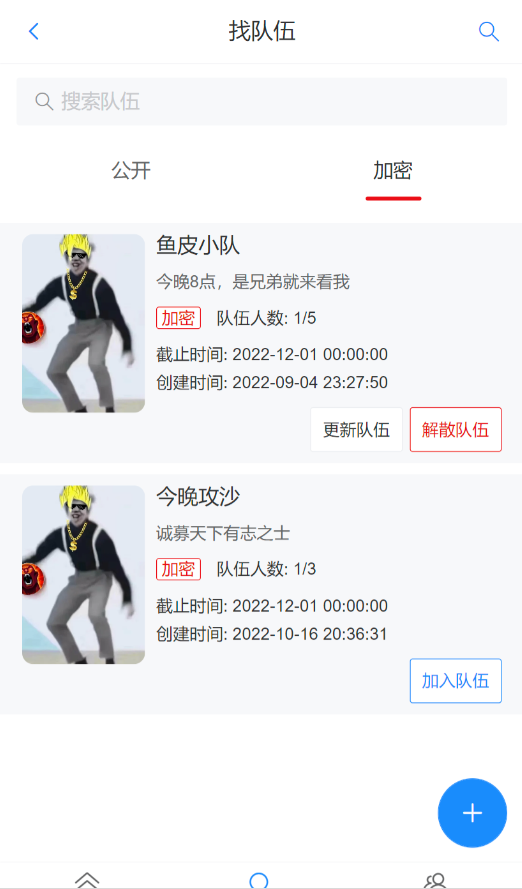 找队伍
搜索队伍
公开 加密
鱼皮小队
今晚8点，是兄弟就来看我
加密 队伍人数: 1/5
截止时间: 2022-12-01 00:00:00
创建时间: 2022-09-04 23:27:50
更新队伍 解散队伍
今晚攻沙
诚募天下有志之士
加密 队伍人数: 1/3
截止时间: 2022-12-01 00:00:00
创建时间: 2022-10-16 20:36:31
加入队伍